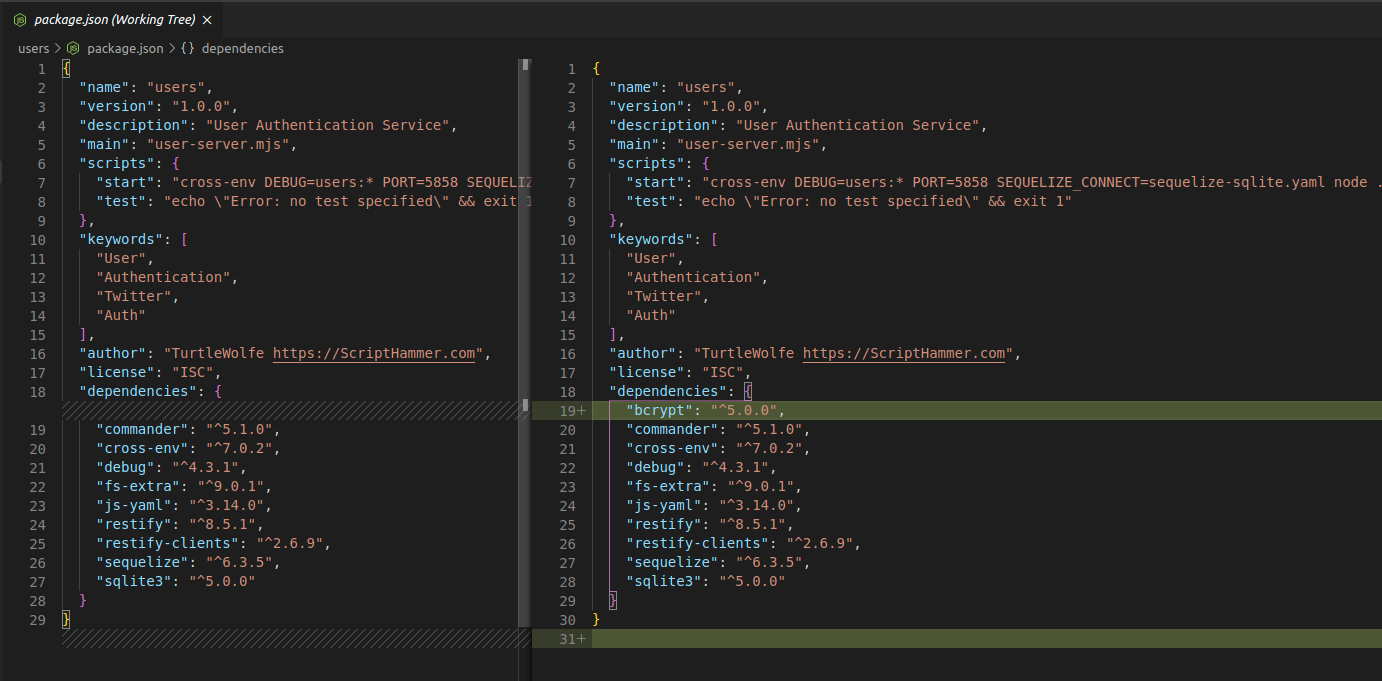 package.json (Working Tree)
users > package.json > {} dependencies
1 {
2 "name": "users",
3 "version": "1.0.0",
4 "description": "User Authentication Service",
5 "main": "user-server.mjs",
6 "scripts": {
7 "start": "cross-env DEBUG=users:* PORT=5858 SEQUELIZ
8 "test": "echo \"Error: no test specified\" && exit 1
9 },
10 "keywords": [
11 "User",
12 "Authentication",
13 "Twitter",
14 "Auth"
15 ],
16 "author": "TurtleWolfe https://ScriptHammer.com",
17 "license": "ISC",
18 "dependencies": {
19 "commander": "^5.1.0",
20 "cross-env": "^7.0.2",
21 "debug": "^4.3.1",
22 "fs-extra": "^9.0.1",
23 "js-yaml": "^3.14.0",
24 "restify": "^8.5.1",
25 "restify-clients": "^2.6.9",
26 "sequelize": "^6.3.5",
27 "sqlite3": "^5.0.0"
28 }
29 }
1 {
2 "name": "users",
3 "version": "1.0.0",
4 "description": "User Authentication Service",
5 "main": "user-server.mjs",
6 "scripts": {
7 "start": "cross-env DEBUG=users:* PORT=5858 SEQUELIZE_CONNECT=sequelize-sqlite.yaml node .
8 "test": "echo \"Error: no test specified\" && exit 1"
9 },
10 "keywords": [
11 "User",
12 "Authentication",
13 "Twitter",
14 "Auth"
15 ],
16 "author": "TurtleWolfe https://ScriptHammer.com",
17 "license": "ISC",
18 "dependencies": {
19+ "bcrypt": "^5.0.0",
20 "commander": "^5.1.0",
21 "cross-env": "^7.0.2",
22 "debug": "^4.3.1",
23 "fs-extra": "^9.0.1",
24 "js-yaml": "^3.14.0",
25 "restify": "^8.5.1",
26 "restify-clients": "^2.6.9",
27 "sequelize": "^6.3.5",
28 "sqlite3": "^5.0.0"
29 }
30 }
31+